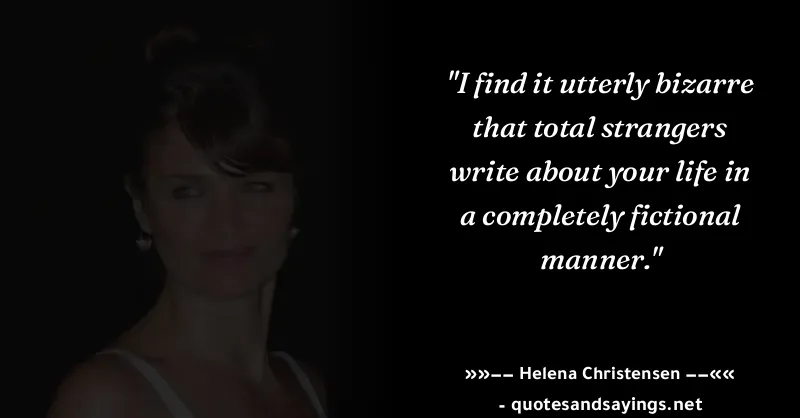 "I find it utterly bizarre
that total strangers
write about your life in
a completely fictional
manner."
»»−− Helena Christensen −−««
- quotesandsayings.net